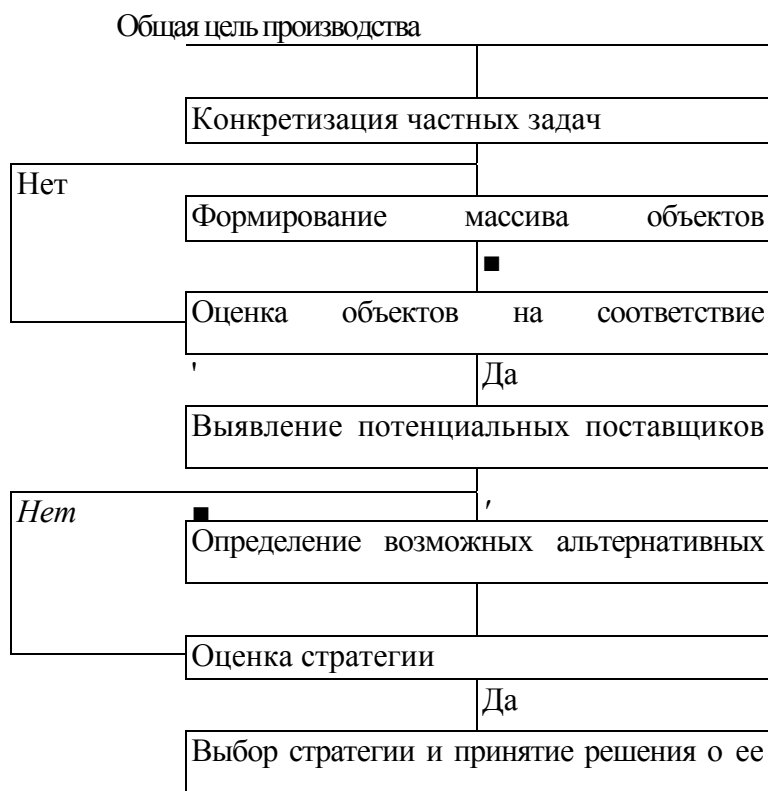 Общая цель производства
Конкретизация частных задач
Нет
Формирование массива объектов
■
Оценка объектов на соответствие
' Да
Выявление потенциальных поставщиков
Нет ■ ′
Определение возможных альтернативных
Оценка стратегии
Да
Выбор стратегии и принятие решения о ее